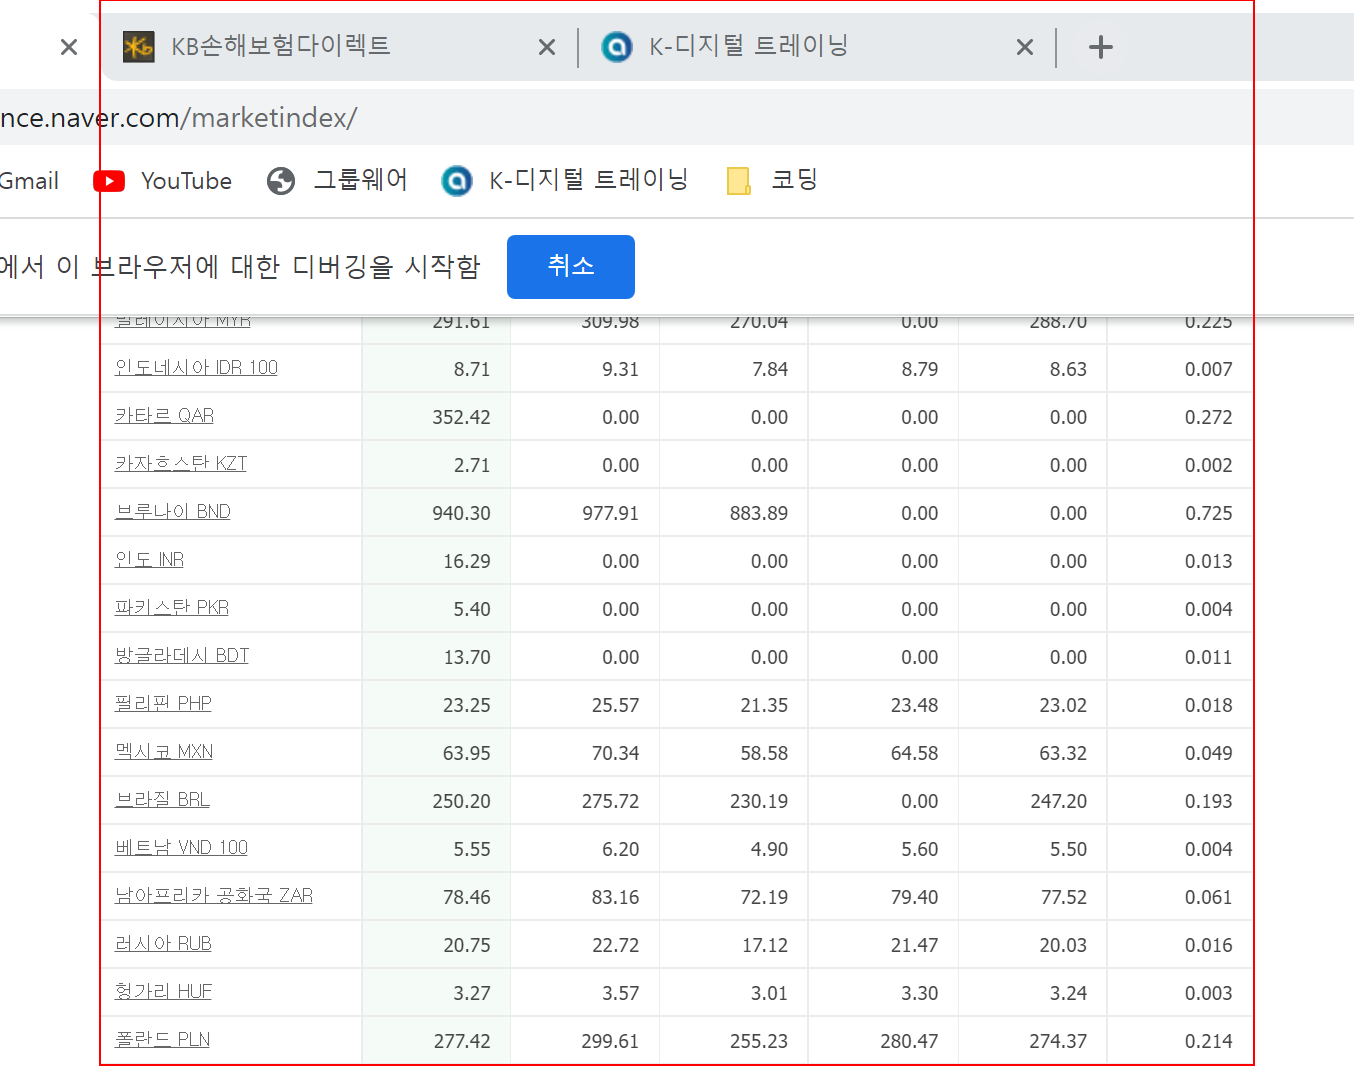 KB손해보험다이렉트 K-디지털 트레이닝
nce.naver.com/marketindex/
Gmail YouTube 그룹웨어 K-디지털 트레이닝 코딩
에서 이 브라우저에 대한 디버깅을 시작함 취소
말레이지아 MYR 291.61 309.98 270.04 0.00 288.70 0.225
인도네시아 IDR 100 8.71 9.31 7.84 8.79 8.63 0.007
카타르 QAR 352.42 0.00 0.00 0.00 0.00 0.272
카자흐스탄 KZT 2.71 0.00 0.00 0.00 0.00 0.002
브루나이 BND 940.30 977.91 883.89 0.00 0.00 0.725
인도 INR 16.29 0.00 0.00 0.00 0.00 0.013
파키스탄 PKR 5.40 0.00 0.00 0.00 0.00 0.004
방글라데시 BDT 13.70 0.00 0.00 0.00 0.00 0.011
필리핀 PHP 23.25 25.57 21.35 23.48 23.02 0.018
멕시코 MXN 63.95 70.34 58.58 64.58 63.32 0.049
브라질 BRL 250.20 275.72 230.19 0.00 247.20 0.193
베트남 VND 100 5.55 6.20 4.90 5.60 5.50 0.004
남아프리카 공화국 ZAR 78.46 83.16 72.19 79.40 77.52 0.061
러시아 RUB 20.75 22.72 17.12 21.47 20.03 0.016
헝가리 HUF 3.27 3.57 3.01 3.30 3.24 0.003
폴란드 PLN 277.42 299.61 255.23 280.47 274.37 0.214